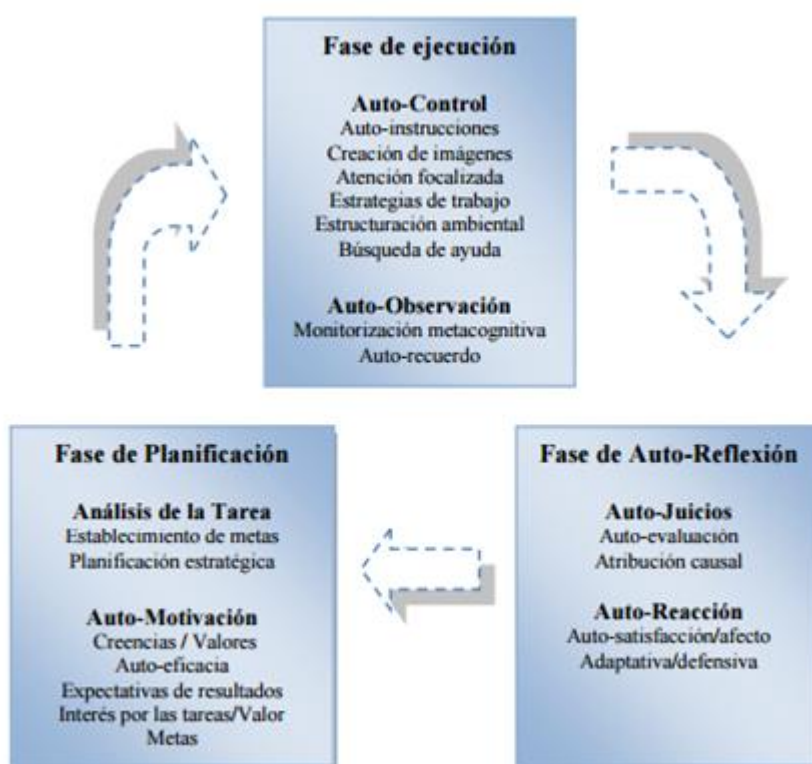 Fase de ejecución
Auto-Control
Auto-instrucciones
Creación de imágenes
Atención focalizada
Estrategias de trabajo
Estructuración ambiental
Búsqueda de ayuda
Auto-Observación
Monitorización metacognitiva
Auto-recuerdo
Fase de Planificación
Análisis de la Tarea
Establecimiento de metas
Planificación estratégica
Auto-Motivación
Creencias / Valores
Auto-eficacia
Expectativas de resultados
Interés por las tareas/Valor
Metas
Fase de Auto-Reflexión
Auto-Juicios
Auto-evaluación
Atribución causal
Auto-Reacción
Auto-satisfacción/afecto
Adaptativa/defensiva